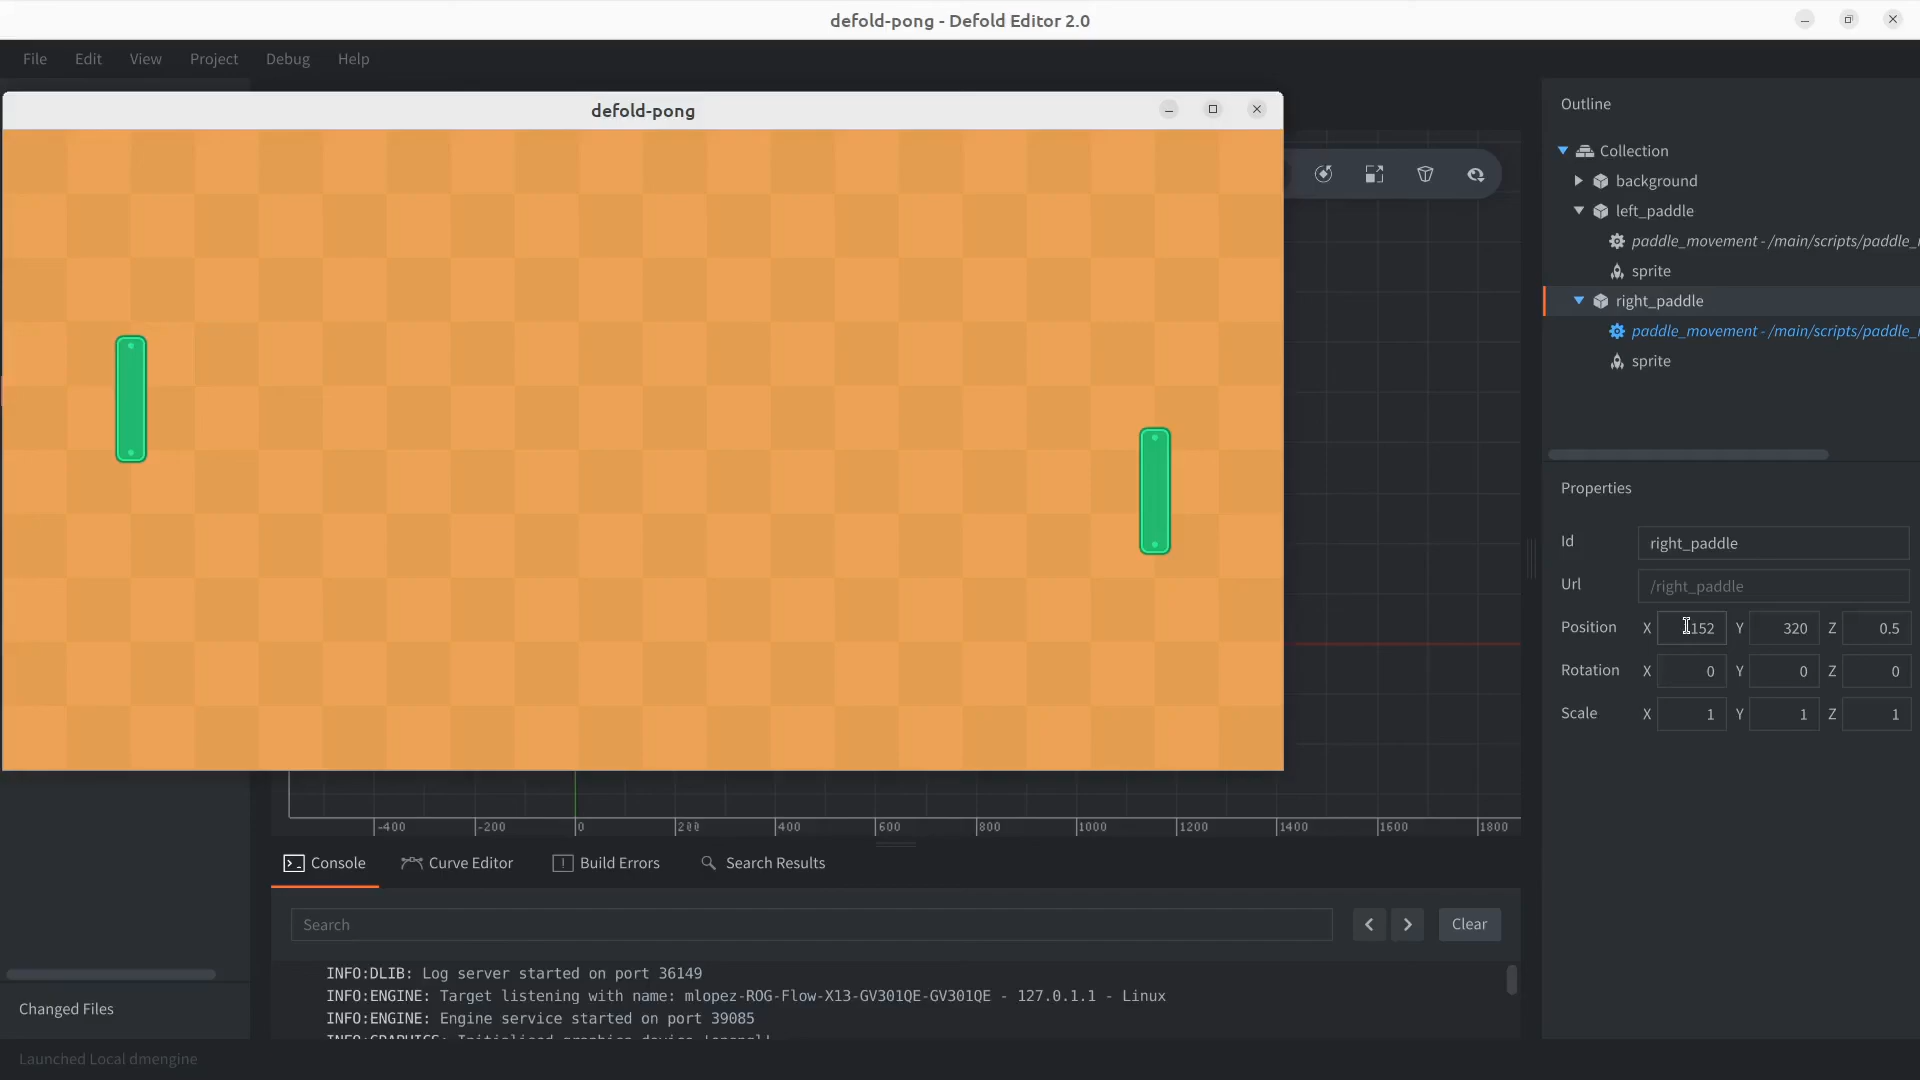 defold-pong - Defold Editor 2.0
File Edit View Project Debug Help
defold-pong
Outline
Collection
background
left_paddle
paddle_movement - /main/scripts/paddle_
sprite
right_paddle
paddle_movement - /main/scripts/paddle_
sprite
Properties
Id right_paddle
Url /right_paddle
Position X 152 Y 320 Z 0.5
Rotation X 0 Y 0 Z 0
Scale X 1 Y 1 Z 1
-400 -200 0 200 400 600 800 1000 1200 1400 1600 1800
Console Curve Editor Build Errors Search Results
Search Clear
INFO:DLIB: Log server started on port 36149
INFO:ENGINE: Target listening with name: mlopez-ROG-Flow-X13-GV301QE-GV301QE - 127.0.1.1 - Linux
INFO:ENGINE: Engine service started on port 39085
Changed Files
Launched Local dmengine